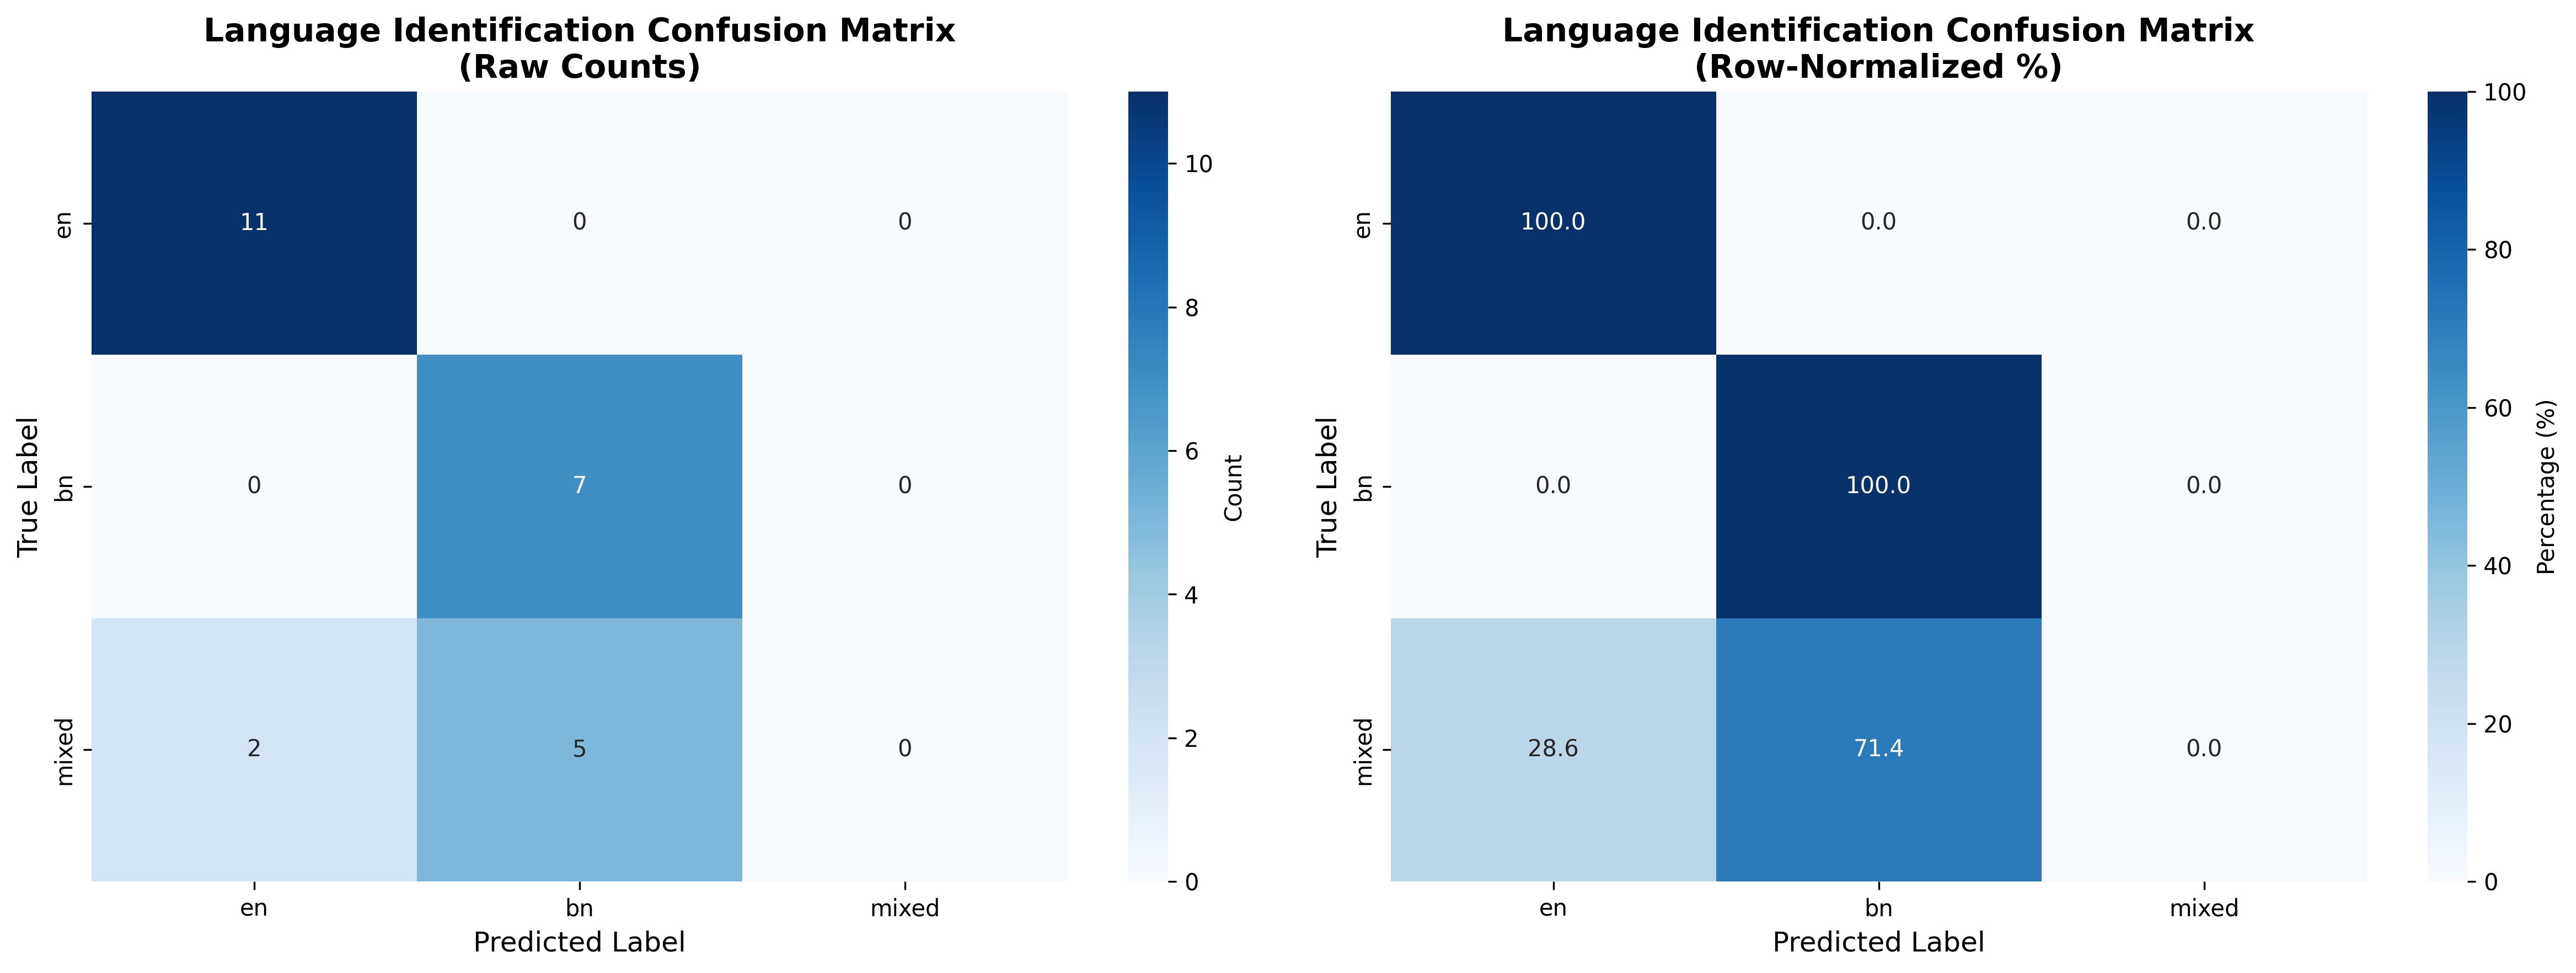 Language Identification Confusion Matrix
(Raw Counts)
en
bn
mixed
True Label
11 0 0
0 7 0
2 5 0
en bn mixed
Predicted Label
10
8
6
4
2
0
Count
Language Identification Confusion Matrix
(Row-Normalized %)
en
bn
mixed
True Label
100.0 0.0 0.0
0.0 100.0 0.0
28.6 71.4 0.0
en bn mixed
Predicted Label
100
80
60
40
20
0
Percentage (%)